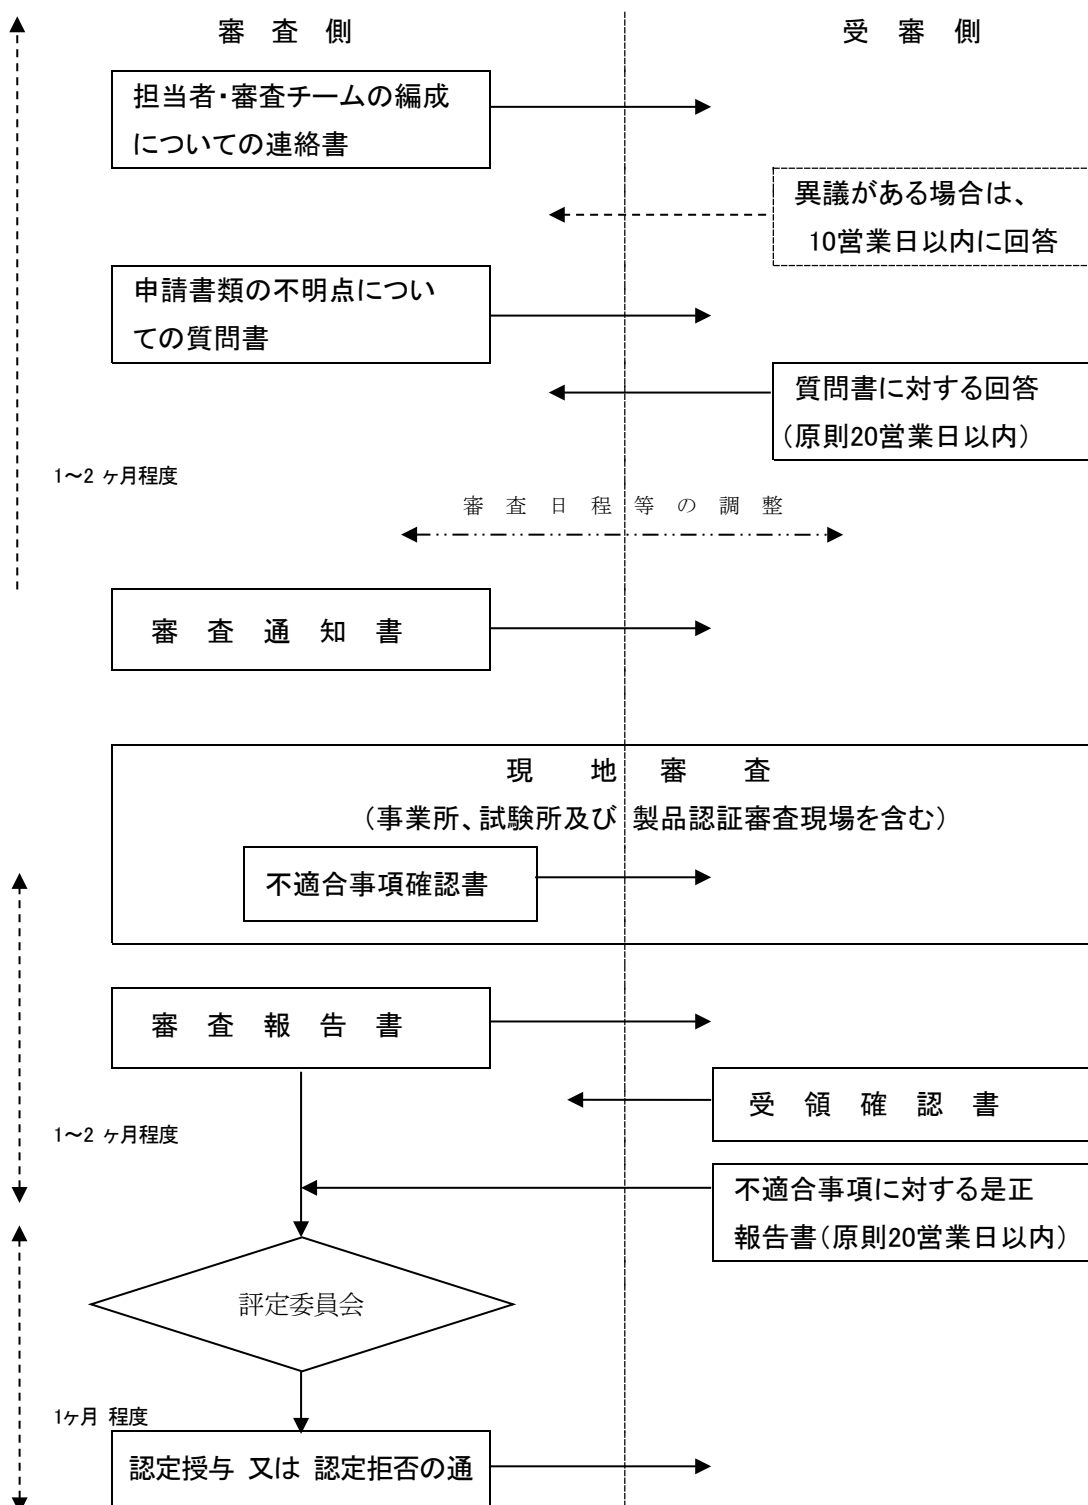 審 査 側
受 審 側
担当者・審査チームの編成
についての連絡書
異議がある場合は、
10営業日以内に回答
申請書類の不明点につい
ての質問書
質問書に対する回答
(原則20営業日以内)
1～2 ヶ月程度
審 査 日 程 等 の 調 整
審 査 通 知 書
現 地 審 査
(事業所、試験所及び 製品認証審査現場を含む)
不適合事項確認書
審 査 報 告 書
受 領 確 認 書
1～2 ヶ月程度
不適合事項に対する是正
報告書(原則20営業日以内)
評定委員会
1ヶ月 程度
認定授与 又は 認定拒否の通